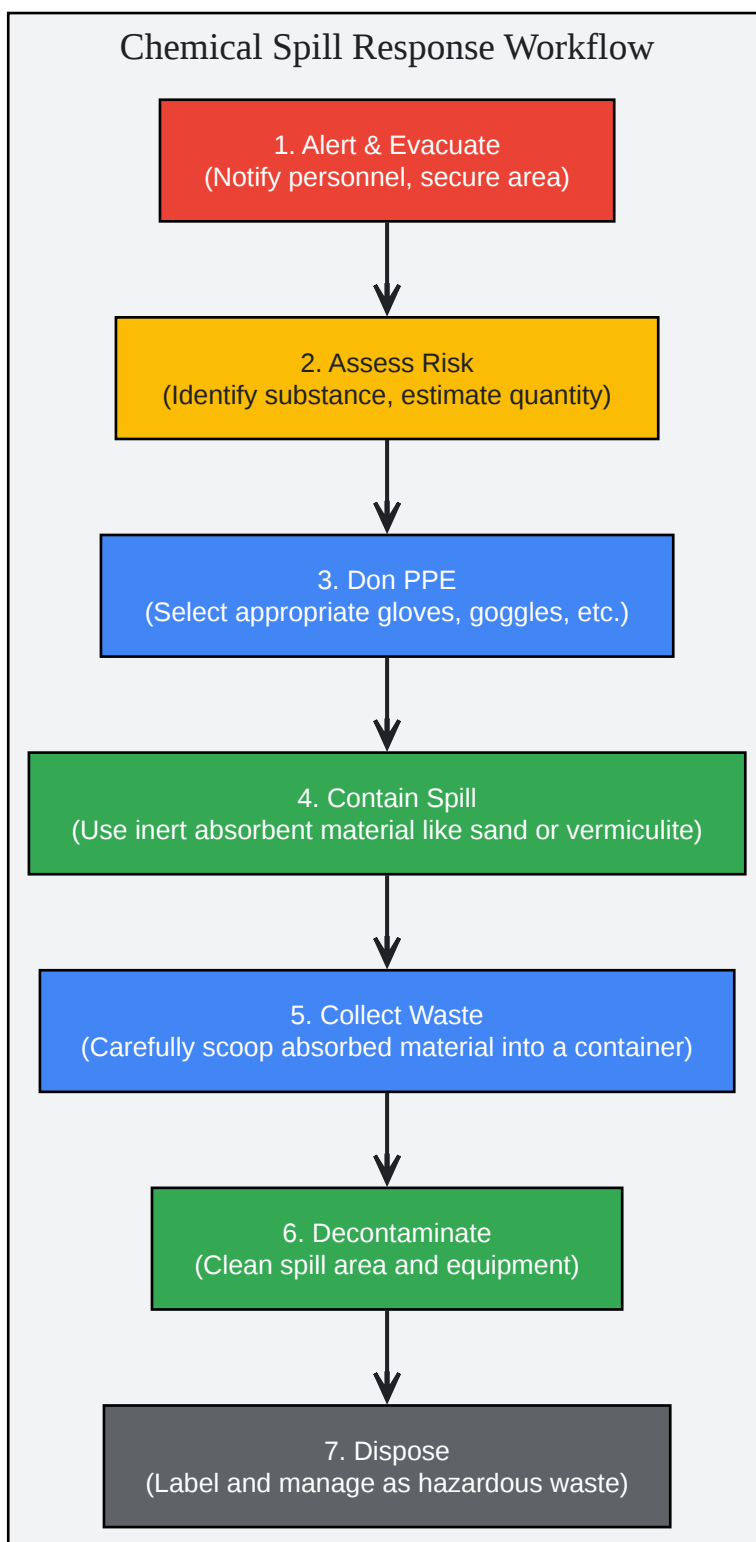 Chemical Spill Response Workflow
1. Alert & Evacuate
(Notify personnel, secure area)
2. Assess Risk
(Identify substance, estimate quantity)
3. Don PPE
(Select appropriate gloves, goggles, etc.)
4. Contain Spill
(Use inert absorbent material like sand or vermiculite)
5. Collect Waste
(Carefully scoop absorbed material into a container)
6. Decontaminate
(Clean spill area and equipment)
7. Dispose
(Label and manage as hazardous waste)